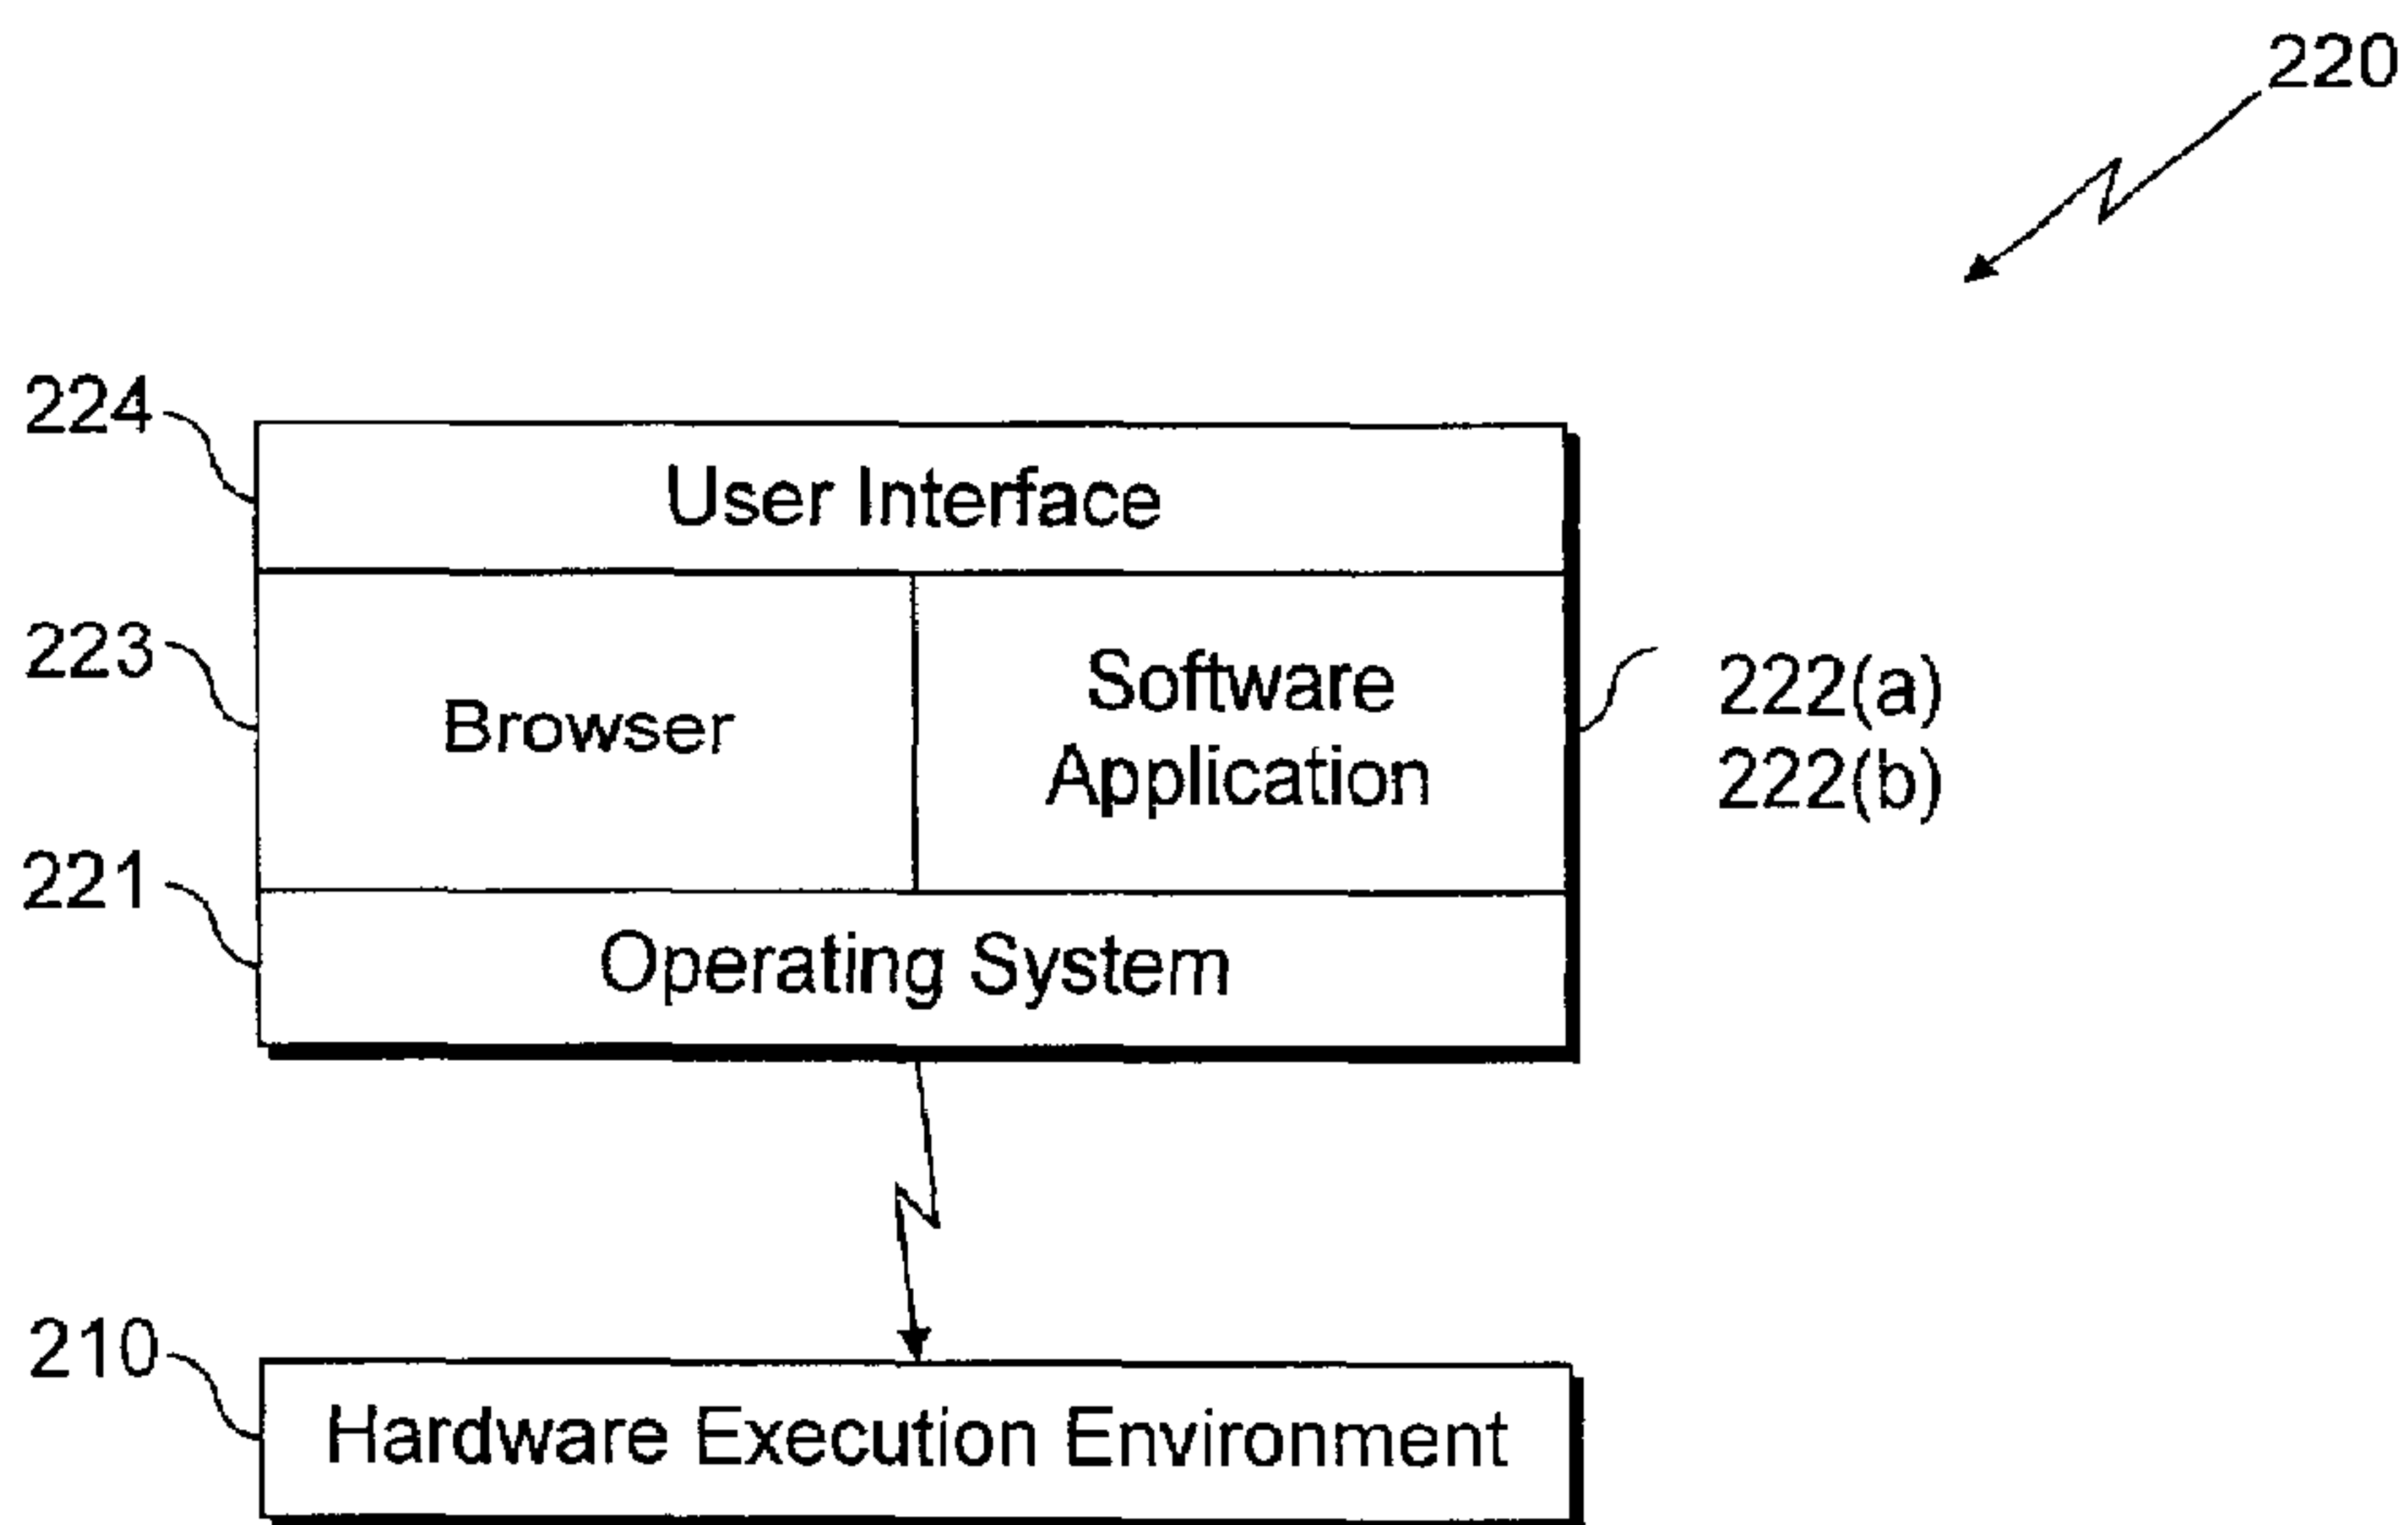 220
224
User Interface
223
Browser
Software
Application
222(a)
222(b)
221
Operating System
210
Hardware Execution Environment